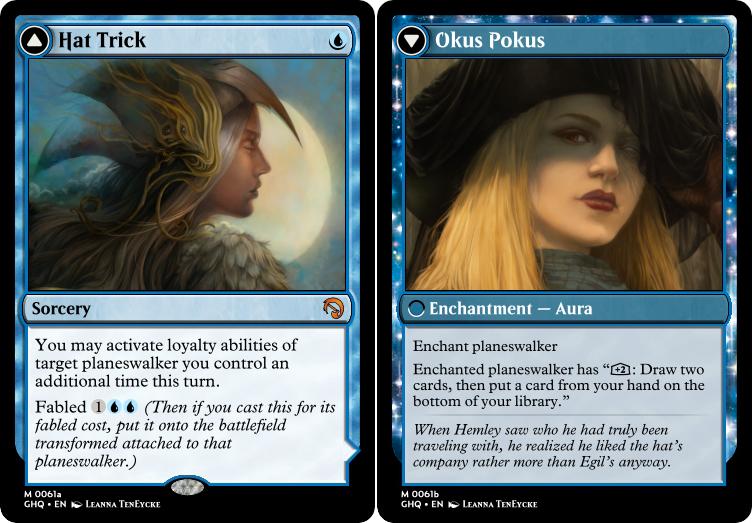 Hat Trick
Sorcery
You may activate loyalty abilities of
target planeswalker you control an
additional time this turn.
Fabled 1 (Then if you cast this for its
fabled cost, put it onto the battlefield
transformed attached to that
planeswalker.)
M 0061a
GHQ • EN Leanna TenEycke
Okus Pokus
Enchantment — Aura
Enchant planeswalker
Enchanted planeswalker has “+2: Draw two
cards, then put a card from your hand on the
bottom of your library.”
When Hemley saw who he had truly been
traveling with, he realized he liked the hat's
company rather more than Egil's anyway.
M 0061b
GHQ • EN Leanna TenEycke